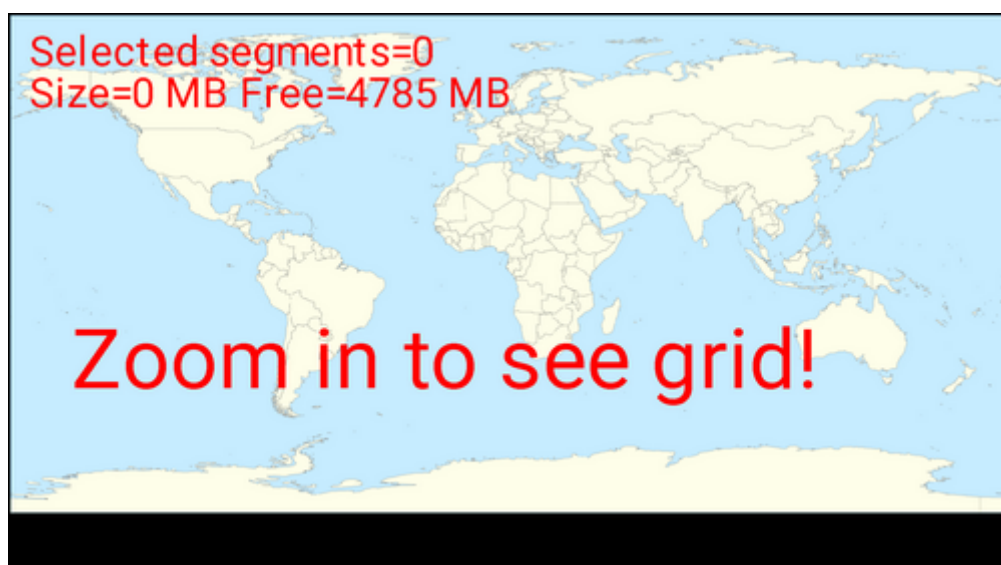 Selected segments=0
Size=0 MB Free=4785 MB
Zoom in to see grid!